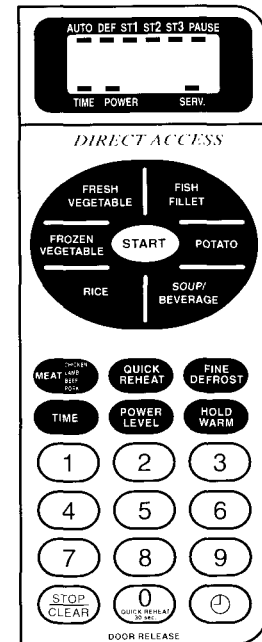 AUTO DEF ST1 ST2 ST3 PAUSE
TIME POWER SERV.
DIRECT ACCESS
FRESH
VEGETABLE
FISH
FILLET
FROZEN
VEGETABLE
START
POTATO
RICE
SOUP/
BEVERAGE
MEAT
CHICKEN
LAMB
BEEF
PORK
QUICK
REHEAT
FINE
DEFROST
TIME
POWER
LEVEL
HOLD
WARM
1 2 3
4 5 6
7 8 9
STOP
CLEAR
0
QUICK REHEAT
30 sec.
DOOR RELEASE